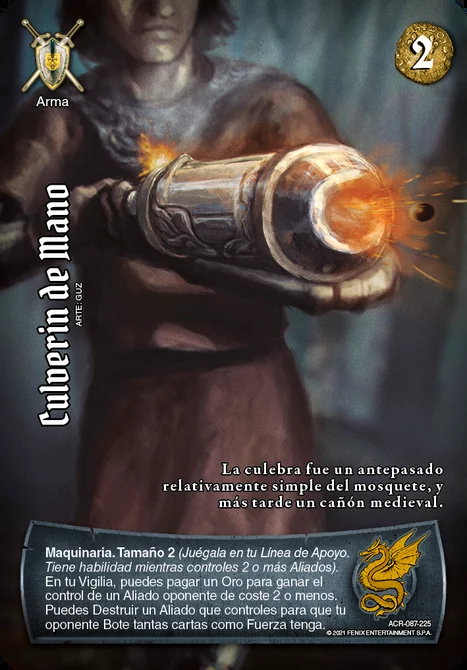 2
Arma
Culverin de Mano
ARTE: GUZ
La culebra fue un antepasado
relativamente simple del mosquete, y
más tarde un cañón medieval.
Maquinaria. Tamaño 2 (Juégala en tu Línea de Apoyo.
Tiene habilidad mientras controles 2 o más Aliados).
En tu Vigilia, puedes pagar un Oro para ganar el
control de un Aliado oponente de coste 2 o menos.
Puedes Destruir un Aliado que controles para que tu
oponente Bote tantas cartas como Fuerza tenga.
ACR-087-225
© 2021 FENIX ENTERTAINMENT S.P.A.